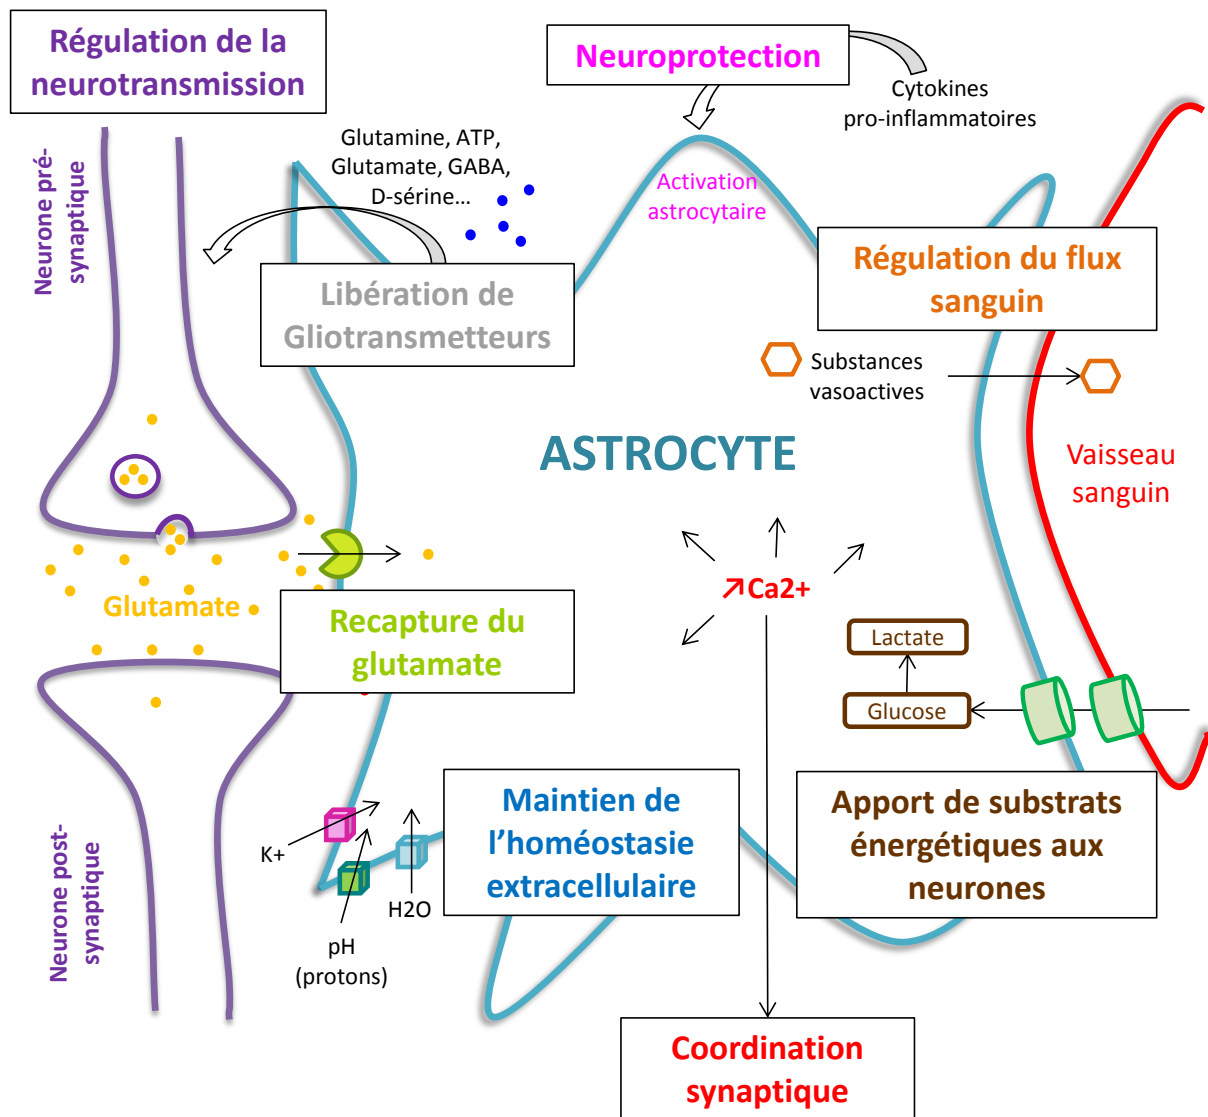 Régulation de la
neurotransmission
Neuroprotection
Cytokines
pro-inflammatoires
Glutamine, ATP,
Glutamate, GABA,
D-sérine...
Activation
astrocytaire
Neurone pré-
synaptique
Libération de
Gliotransmetteurs
Régulation du flux
sanguin
Substances
vasoactives
ASTROCYTE
Vaisseau
sanguin
Glutamate
↗Ca2+
Recapture du
glutamate
Lactate
Glucose
Neurone post-
synaptique
K+
H2O
pH
(protons)
Maintien de
l’homéostasie
extracellulaire
Apport de substrats
énergétiques aux
neurones
Coordination
synaptique